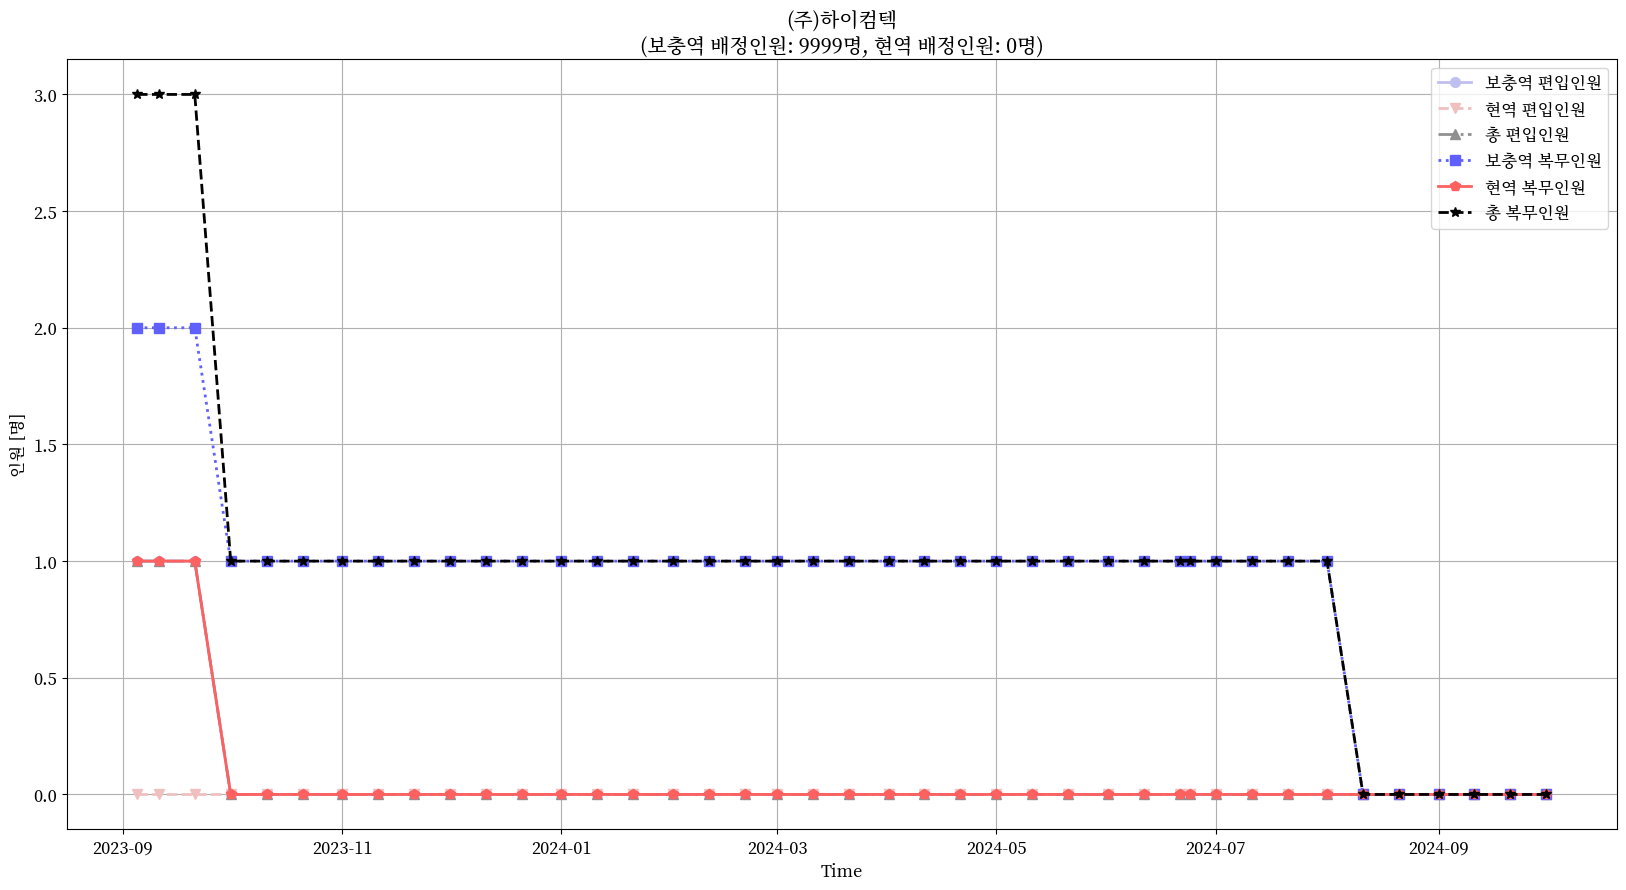 (주)하이컴텍
(보충역 배정인원: 9999명, 현역 배정인원: 0명)
보충역 편입인원
현역 편입인원
총 편입인원
보충역 복무인원
현역 복무인원
총 복무인원
인원 [명]
3.0
2.5
2.0
1.5
1.0
0.5
0.0
2023-09
2023-11
2024-01
2024-03
2024-05
2024-07
2024-09
Time